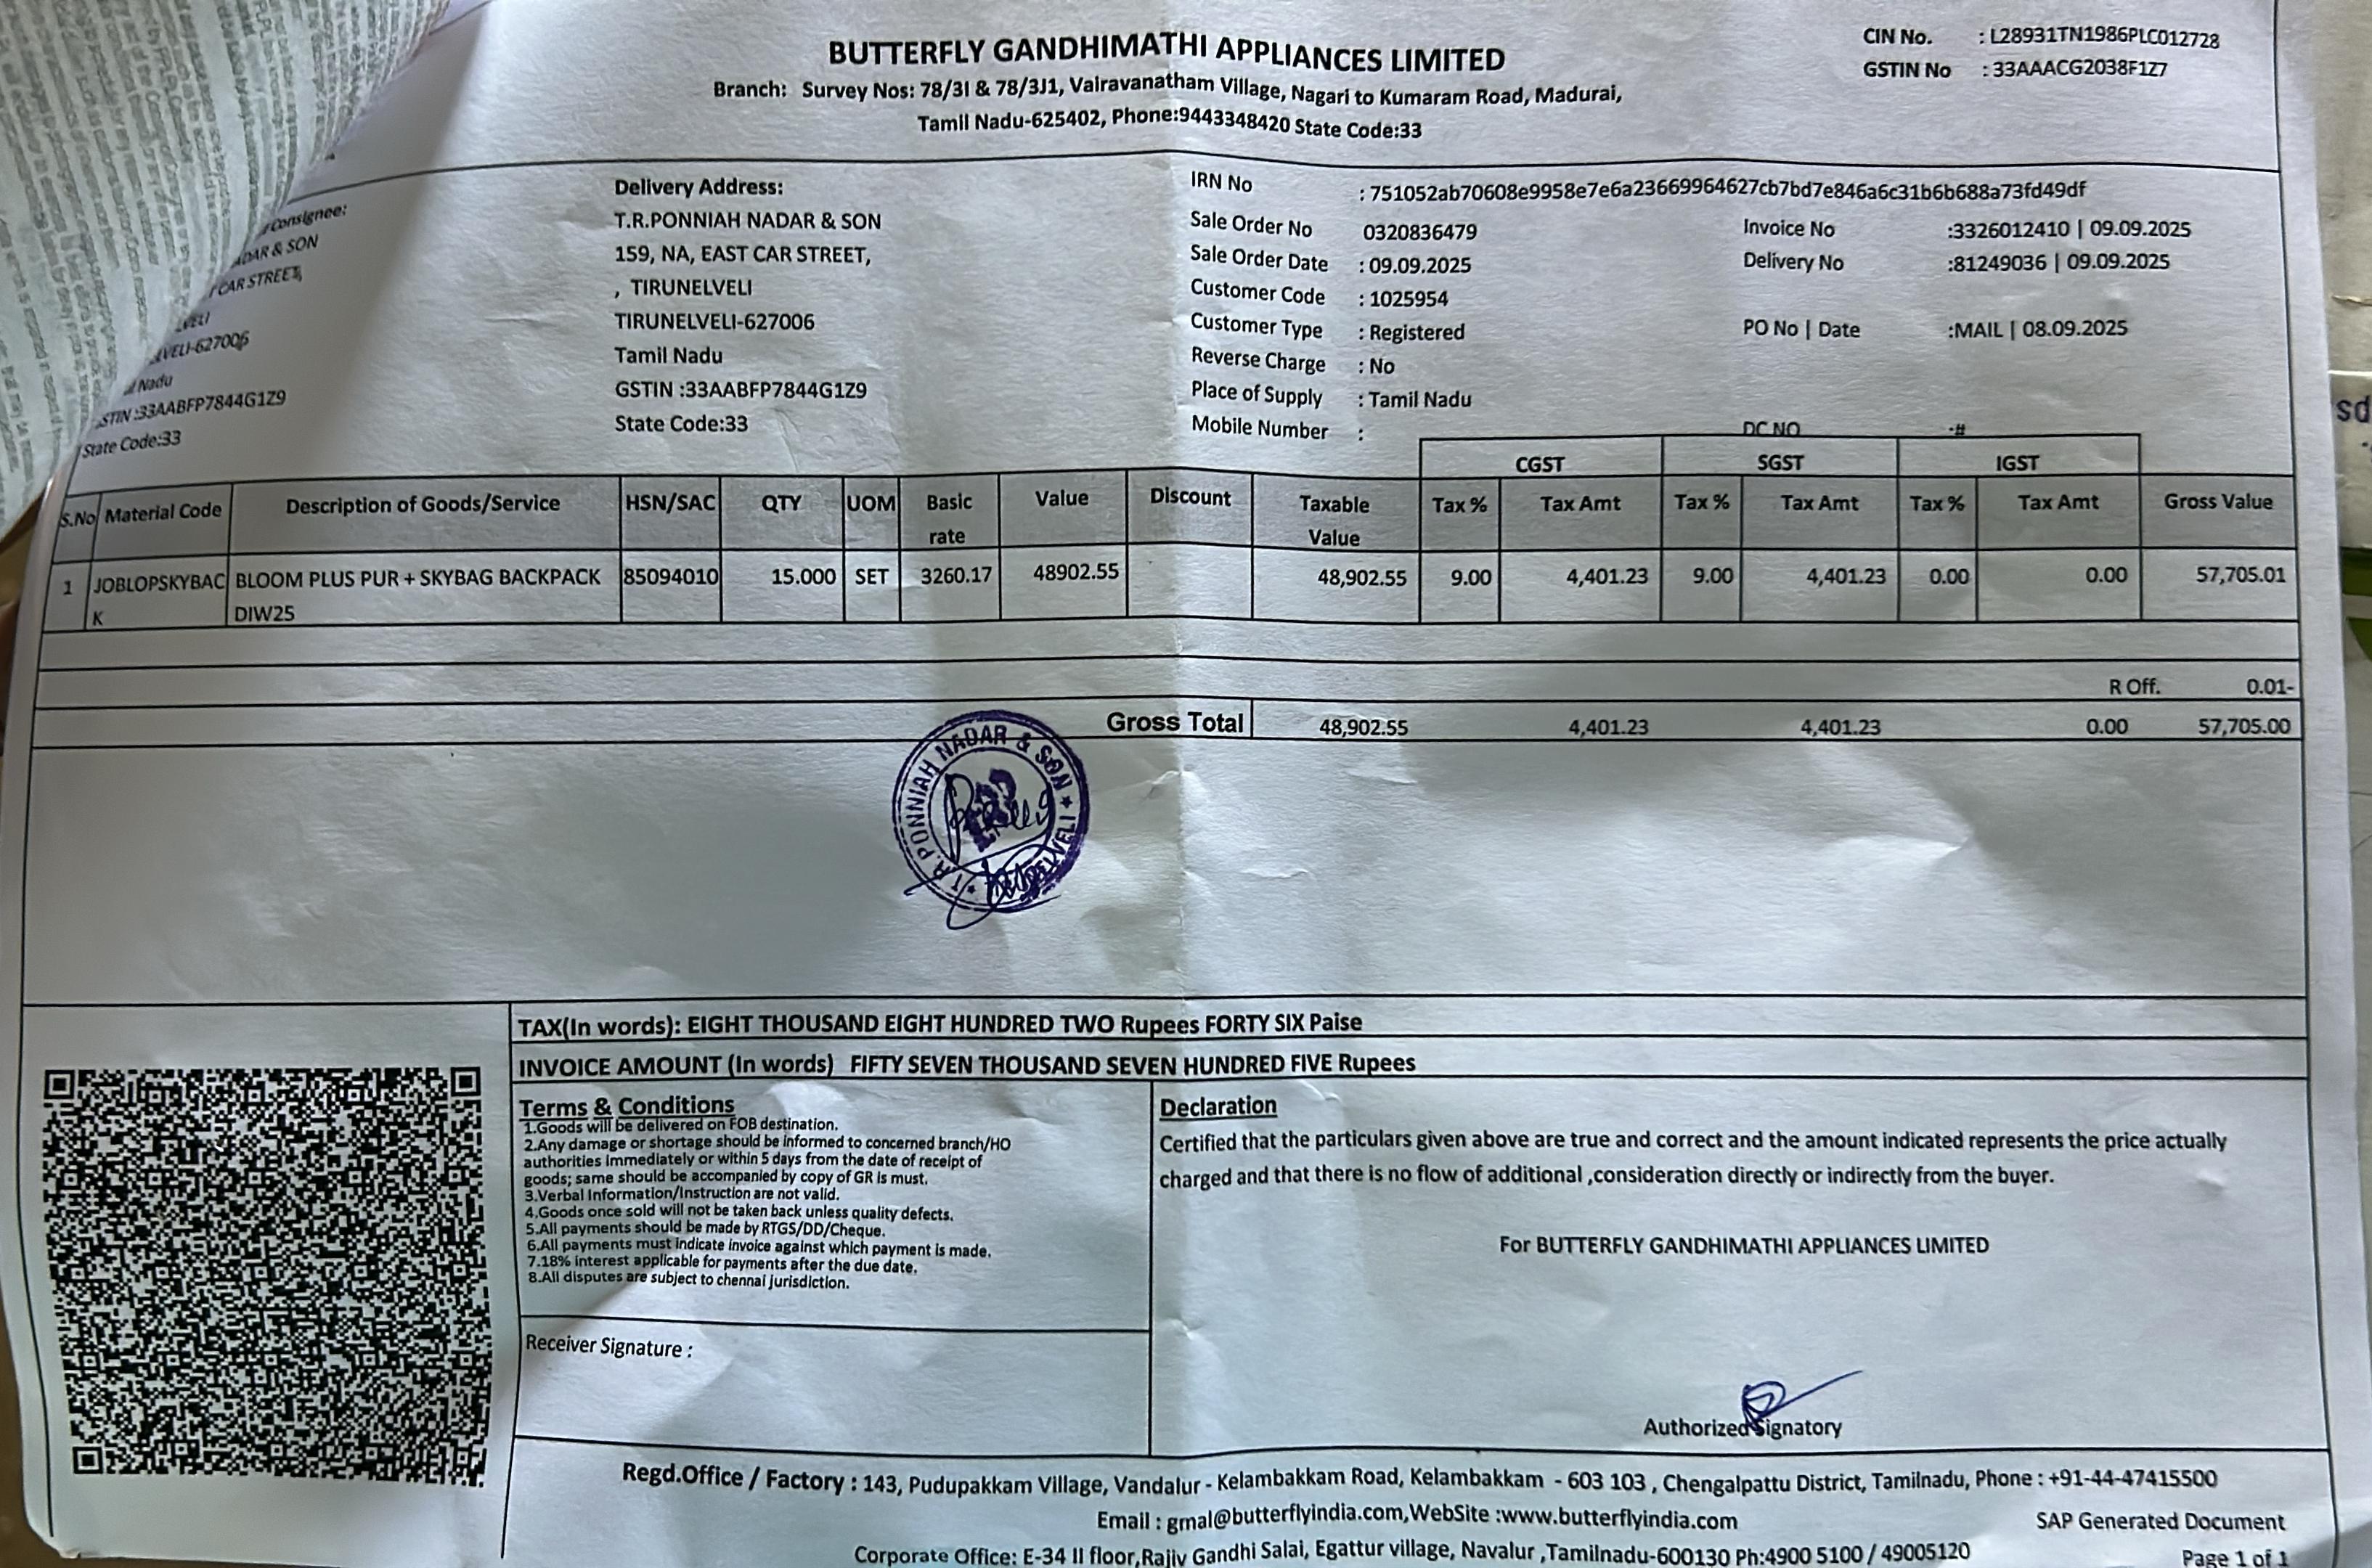 BUTTERFLY GANDHIMATHI APPLIANCES LIMITED
Branch: Survey Nos: 78/3I & 78/3J1, Vairavanatham Village, Nagari to Kumaram Road, Madurai,
Tamil Nadu-625402, Phone:9443348420 State Code:33
CIN No. : L28931TN1986PLC012728
GSTIN No : 33AAACG2038F1Z7
Consignee:
NADAR & SON
CAR STREET,
VELI
VELI-627006
Nadu
STIN :33AABFP7844G1Z9
State Code:33
Delivery Address:
T.R.PONNIAH NADAR & SON
159, NA, EAST CAR STREET,
, TIRUNELVELI
TIRUNELVELI-627006
Tamil Nadu
GSTIN :33AABFP7844G1Z9
State Code:33
IRN No : 751052ab70608e9958e7e6a23669964627cb7bd7e846a6c31b6b688a73fd49df
Sale Order No 0320836479
Sale Order Date : 09.09.2025
Customer Code : 1025954
Customer Type : Registered
Reverse Charge : No
Place of Supply : Tamil Nadu
Mobile Number :
Invoice No :3326012410 | 09.09.2025
Delivery No :81249036 | 09.09.2025
PO No | Date :MAIL | 08.09.2025
DC NO :#
CGST SGST IGST
S.No Material Code Description of Goods/Service HSN/SAC QTY UOM Basic rate Value Discount Taxable Value Tax % Tax Amt Tax % Tax Amt Tax % Tax Amt Gross Value
1 JOBLOPSKYBAC BLOOM PLUS PUR + SKYBAG BACKPACK 85094010 15.000 SET 3260.17 48902.55 48,902.55 9.00 4,401.23 9.00 4,401.23 0.00 0.00 57,705.01
K DIW25
R Off. 0.01-
Gross Total 48,902.55 4,401.23 4,401.23 0.00 57,705.00
PONNIAH NADAR & SON
TAX(In words): EIGHT THOUSAND EIGHT HUNDRED TWO Rupees FORTY SIX Paise
INVOICE AMOUNT (In words) FIFTY SEVEN THOUSAND SEVEN HUNDRED FIVE Rupees
Terms & Conditions
1.Goods will be delivered on FOB destination.
2.Any damage or shortage should be informed to concerned branch/HO
authorities immediately or within 5 days from the date of receipt of
goods; same should be accompanied by copy of GR is must.
3.Verbal Information/Instruction are not valid.
4.Goods once sold will not be taken back unless quality defects.
5.All payments should be made by RTGS/DD/Cheque.
6.All payments must indicate invoice against which payment is made.
7.18% interest applicable for payments after the due date.
8.All disputes are subject to chennai jurisdiction.
Receiver Signature :
Declaration
Certified that the particulars given above are true and correct and the amount indicated represents the price actually
charged and that there is no flow of additional ,consideration directly or indirectly from the buyer.
For BUTTERFLY GANDHIMATHI APPLIANCES LIMITED
Authorized Signatory
Regd.Office / Factory : 143, Pudupakkam Village, Vandalur - Kelambakkam Road, Kelambakkam - 603 103 , Chengalpattu District, Tamilnadu, Phone : +91-44-47415500
Email : gmal@butterflyindia.com,WebSite :www.butterflyindia.com
SAP Generated Document
Corporate Office: E-34 II floor,Rajiv Gandhi Salai, Egattur village, Navalur ,Tamilnadu-600130 Ph:4900 5100 / 49005120
Page 1 of 1
sd